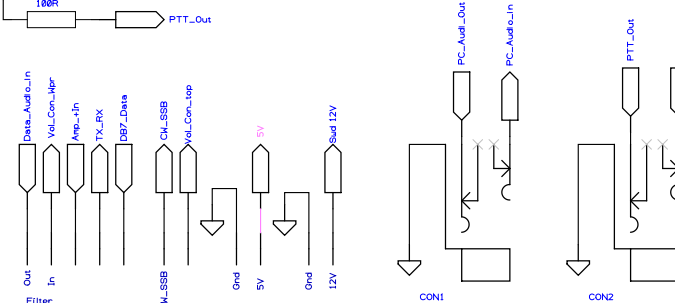 100R
PTT_Out
PC_Audi_Out
PC_Audio_In
PTT_Out
Data_Audio_In
Vol_Con_Wpr
Amp_+In
TX_RX
DB7_Data
CW_SSB
Vol_Con_top
5V
Swd 12V
Out
In
W_SSB
Gnd
5V
Gnd
12V
Filter
CON1
CON2